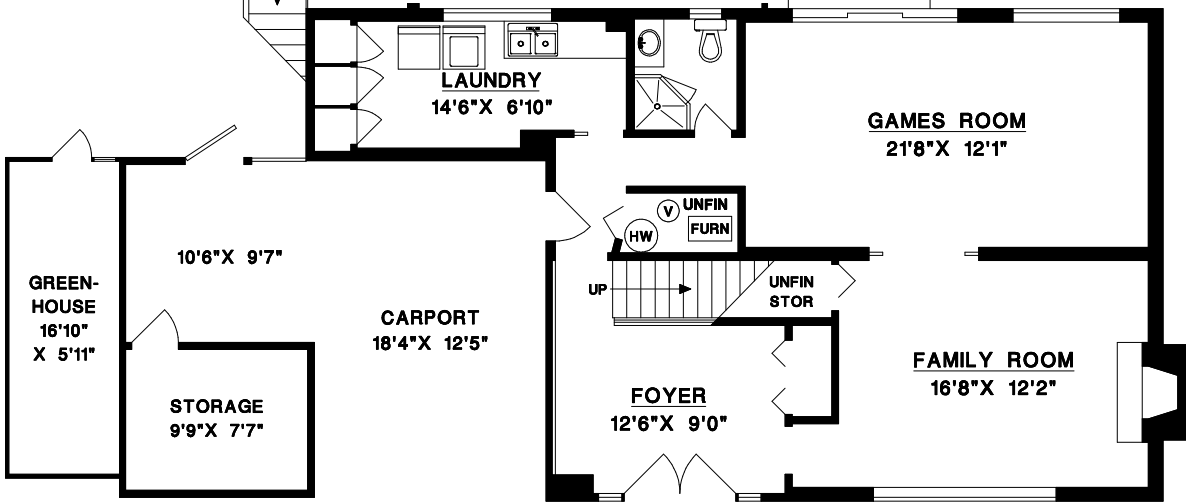 LAUNDRY
14'6"X 6'10"
GAMES ROOM
21'8"X 12'1"
V UNFIN
HW FURN
10'6"X 9'7"
GREEN-
HOUSE
16'10"
X 5'11"
UP
UNFIN
STOR
CARPORT
18'4"X 12'5"
FAMILY ROOM
16'8"X 12'2"
FOYER
12'6"X 9'0"
STORAGE
9'9"X 7'7"